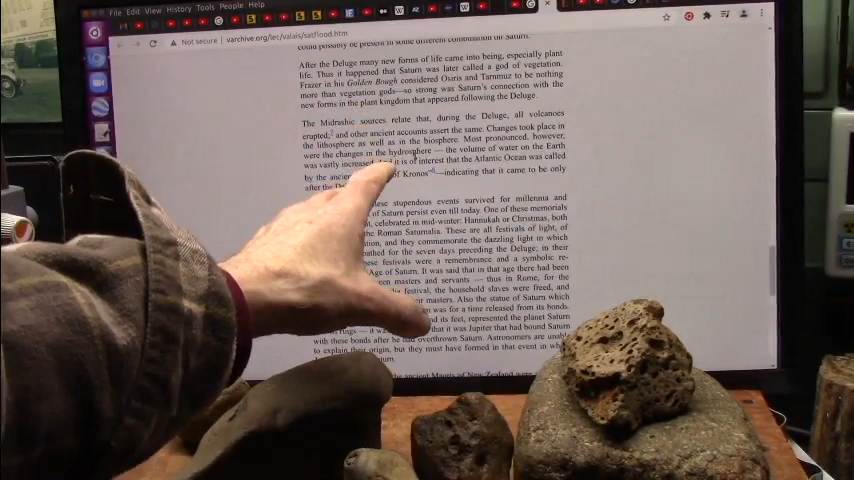 File Edit View History Tools People Help
Not secure | varchive.org/lec/valais/satflood.htm
could possibly be present in some different combination on Saturn.
After the Deluge many new forms of life came into being, especially plant
life. Thus it happened that Saturn was later called a god of vegetation.
Frazer in his Golden Bough considered Osiris and Tammuz to be nothing
more than vegetation gods—so strong was Saturn's connection with the
new forms in the plant kingdom that appeared following the Deluge.
The Midrashic sources relate that, during the Deluge, all volcanoes
erupted; and other ancient accounts assert the same. Changes took place in
the lithosphere as well as in the biosphere. Most pronounced, however,
were the changes in the hydrosphere — the volume of water on the Earth
was vastly increased. And it is of interest that the Atlantic Ocean was called
by the ancien of Kronos"—indicating that it came to be only
after the De
these stupendous events survived for millennia and
of Saturn persist even till today. One of these memorials
t, celebrated in mid-winter: Hannukah or Christmas, both
the Roman Saturnalia. These are all festivals of light, of
ation, and they commemorate the dazzling light in which
bathed for the seven days preceding the Deluge; in their
these festivals were a remembrance and a symbolic re-
Age of Saturn. It was said that in that age there had been
en masters and servants — thus in Rome, for the
festival, the household slaves were freed, and
masters. Also the statue of Saturn which
was for a time released from its bonds.
nd its feet, represented the planet Saturn
rings — it that it was Jupiter that had bound Saturn
with these bonds after he had overthrown Saturn. Astronomers are unable
to explain their origin, but they must have formed in that event in wh
the ancient Maoris of New Zealand were